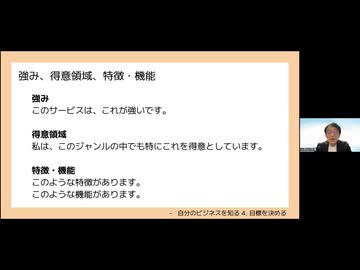 強み、得意領域、特徴・機能
強み
このサービスは、これが強いです。
得意領域
私は、このジャンルの中でも特にこれを得意としています。
特徴・機能
このような特徴があります。
このような機能があります。
- 自分のビジネスを知る 4. 目標を決める